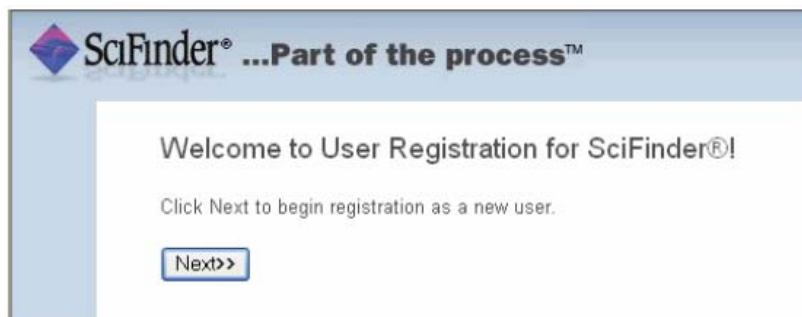 SciFinder® ...Part of the process™
Welcome to User Registration for SciFinder®!
Click Next to begin registration as a new user.
Next>>